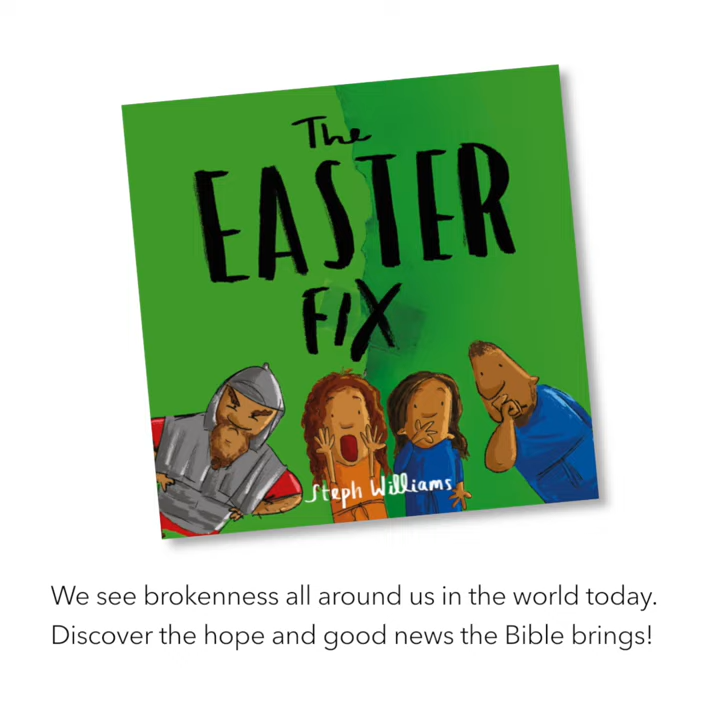 The
EASTER
FIX
Steph Williams
We see brokenness all around us in the world today.
Discover the hope and good news the Bible brings!